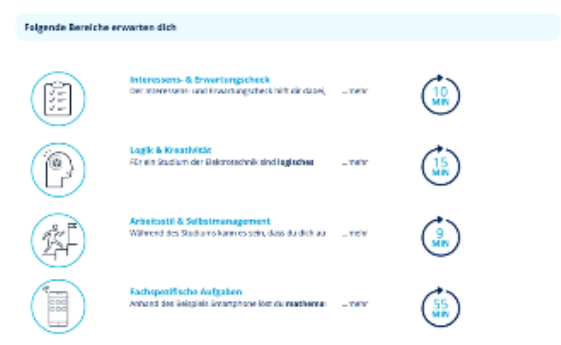 Folgende Bereiche erwarten dich
Interessens- & Erwartungscheck
Der Interessens- und Erwartungscheck hilft dir dabei, ...mehr
10 MIN
Logik & Kreativität
Für ein Studium der Elektrotechnik sind logisches ...mehr
15 MIN
Arbeitsstil & Selbstmanagement
Während des Studiums kann es sein, dass du dich au ...mehr
9 MIN
Fachspezifische Aufgaben
Anhand des Beispiels Smartphone löst du mathema ...mehr
55 MIN